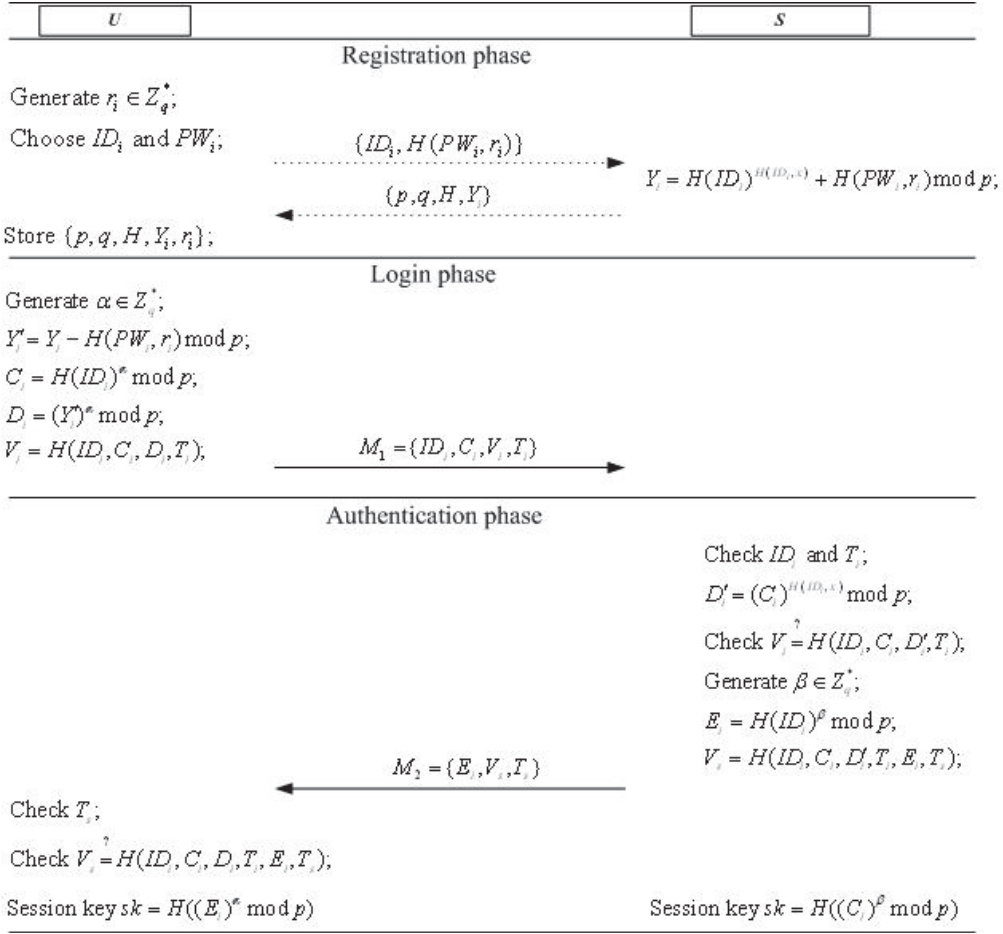 U S
Registration phase
Generate r_i ∈ Z_q^*;
Choose ID_i and PW_i;
{ID_i, H(PW_i, r_i)}
Y_i = H(ID_i)^{H(ID_i, x)} + H(PW_i, r_i) mod p;
{p, q, H, Y_i}
Store {p, q, H, Y_i, r_i};
Login phase
Generate α ∈ Z_q^*;
Y_i' = Y_i − H(PW_i, r_i) mod p;
C_i = H(ID_i)^α mod p;
D_i = (Y_i')^α mod p;
V_i = H(ID_i, C_i, D_i, T_i);
M_1 = {ID_i, C_i, V_i, T_i}
Authentication phase
Check ID_i and T_i;
D_i' = (C_i)^{H(ID_i, x)} mod p;
Check V_i ?= H(ID_i, C_i, D_i', T_i);
Generate β ∈ Z_q^*;
E_i = H(ID_i)^β mod p;
V_s = H(ID_i, C_i, D_i', T_i, E_i, T_s);
M_2 = {E_i, V_s, T_s}
Check T_s;
Check V_s ?= H(ID_i, C_i, D_i, T_i, E_i, T_s);
Session key sk = H((E_i)^α mod p) Session key sk = H((C_i)^β mod p)